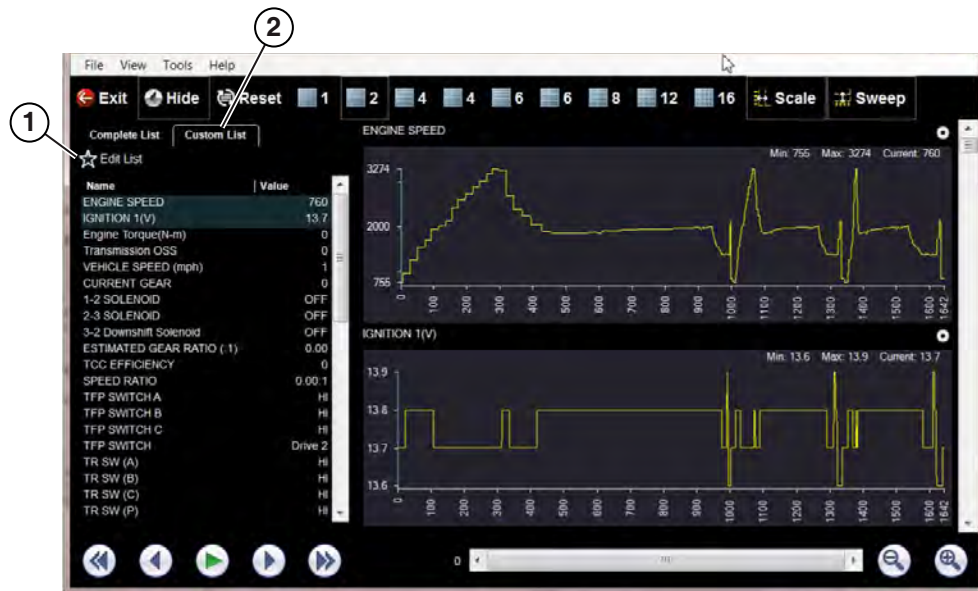 2
1
File View Tools Help
Exit Hide Reset 1 2 4 4 6 6 8 12 16 Scale Sweep
Complete List Custom List
Edit List
Name Value
ENGINE SPEED 760
IGNITION 1(V) 13.7
Engine Torque(N-m) 0
Transmission OSS 0
VEHICLE SPEED (mph) 1
CURRENT GEAR 0
1-2 SOLENOID OFF
2-3 SOLENOID OFF
3-2 Downshift Solenoid OFF
ESTIMATED GEAR RATIO (:1) 0.00
TCC EFFICIENCY 0
SPEED RATIO 0.00:1
TFP SWITCH A HI
TFP SWITCH B HI
TFP SWITCH C HI
TFP SWITCH Drive 2
TR SW (A) HI
TR SW (B) HI
TR SW (C) HI
TR SW (P) HI
ENGINE SPEED
Min: 755 Max: 3274 Current: 760
3274
2000
755
0 100 200 300 400 500 600 700 800 900 1000 1100 1200 1300 1400 1500 1600 1642
IGNITION 1(V)
Min: 13.6 Max: 13.9 Current: 13.7
13.9
13.8
13.7
13.6
0 100 200 300 400 500 600 700 800 900 1000 1100 1200 1300 1400 1500 1600 1642
0